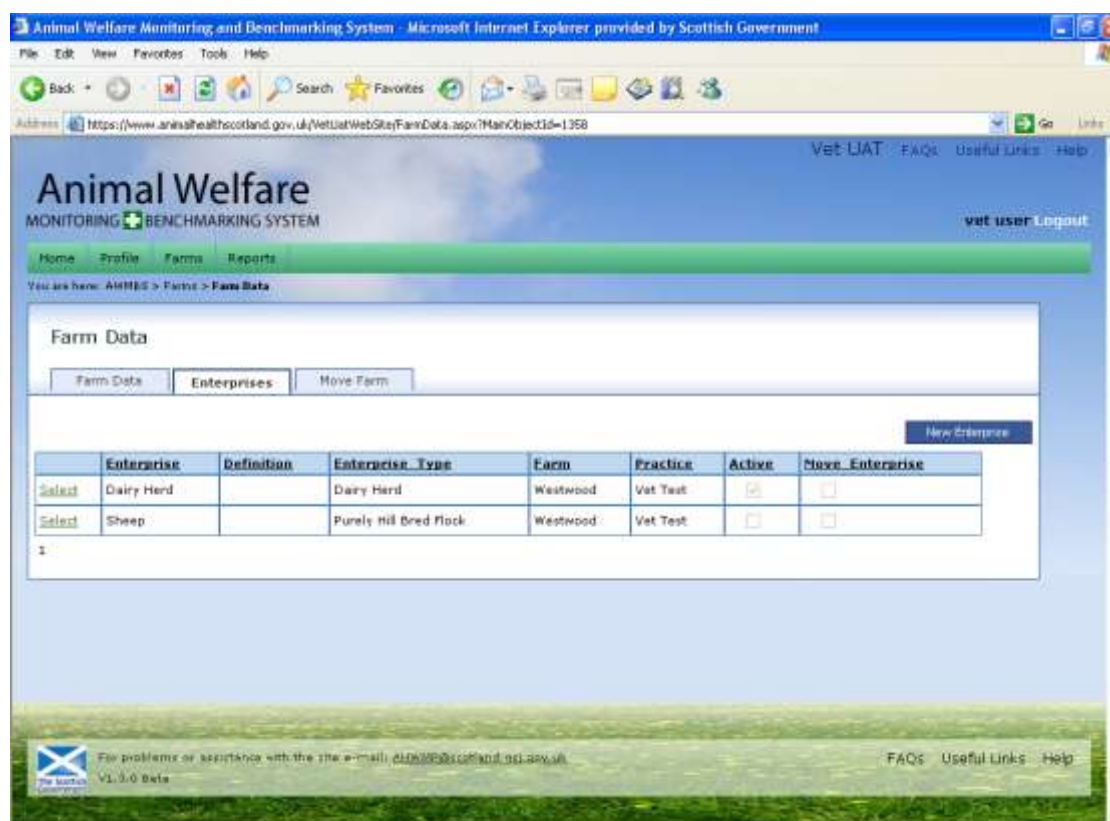 Animal Welfare Monitoring and Benchmarking System - Microsoft Internet Explorer provided by Scottish Government
File Edit View Favorites Tools Help
Back Search Favorites
Address https://www.animalhealthscotland.gov.uk/VetUatWebSite/FarmData.aspx?MainObjectId=1358 Go Links
Vet UAT FAQs Useful Links Help
Animal Welfare
MONITORING BENCHMARKING SYSTEM
vet user Logout
Home Profile Farms Reports
You are here: AWMBS > Farms > Farm Data
Farm Data
Farm Data Enterprises Move Farm
New Enterprise
Enterprise Definition Enterprise Type Farm Practice Active Move Enterprise
Select Dairy Herd Dairy Herd Westwood Vet Test
Select Sheep Purely Hill Bred Flock Westwood Vet Test
1
For problems or assistance with the site e-mail:
FAQs Useful Links Help
V1.3.0 Beta
The Scottish